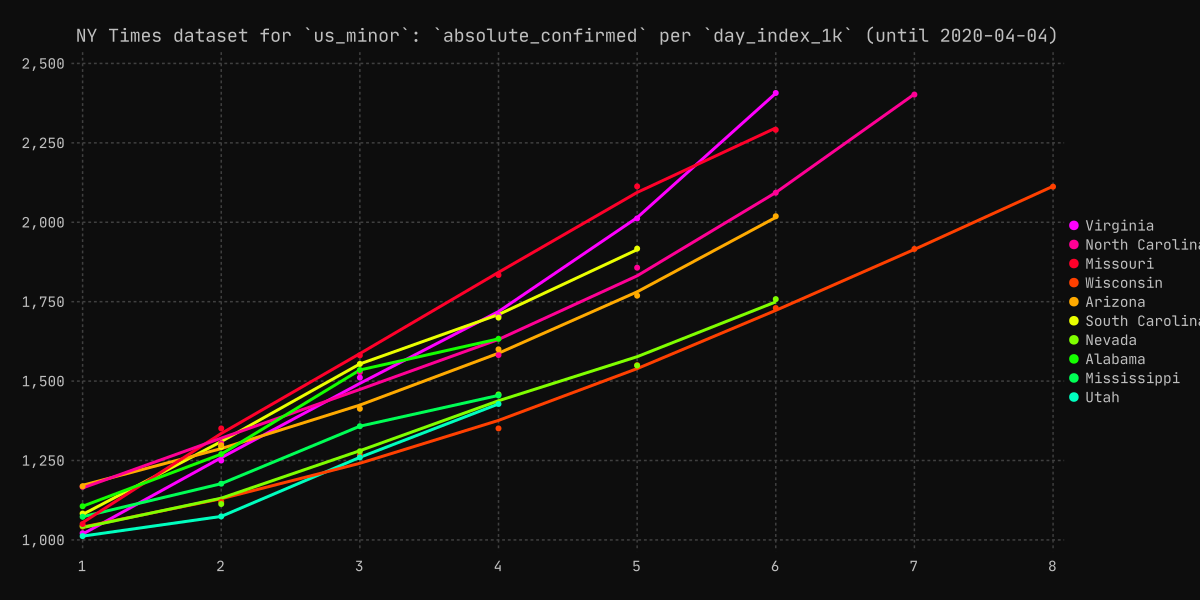 NY Times dataset for `us_minor`: `absolute_confirmed` per `day_index_1k` (until 2020-04-04)
2,500
2,250
2,000
1,750
1,500
1,250
1,000
1 2 3 4 5 6 7 8
Virginia
North Carolina
Missouri
Wisconsin
Arizona
South Carolina
Nevada
Alabama
Mississippi
Utah